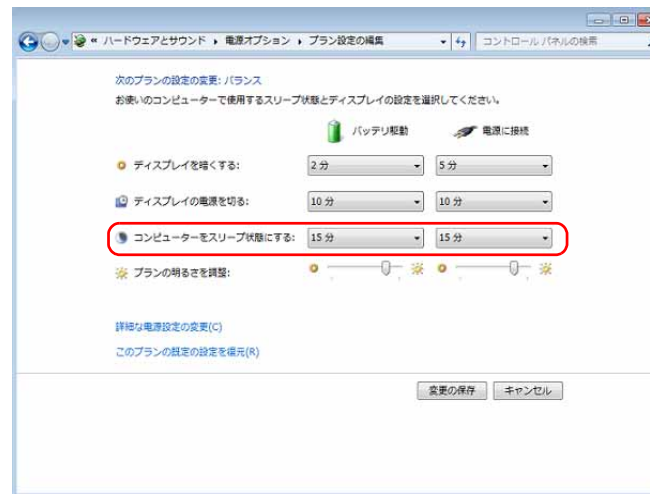 « ハードウェアとサウンド ▸ 電源オプション ▸ プラン設定の編集
コントロール パネルの検索
次のプランの設定の変更: バランス
お使いのコンピューターで使用するスリープ状態とディスプレイの設定を選択してください。
バッテリ駆動 電源に接続
ディスプレイを暗くする: 2 分 5 分
ディスプレイの電源を切る: 10 分 10 分
コンピューターをスリープ状態にする: 15 分 15 分
プランの明るさを調整:
詳細な電源設定の変更(C)
このプランの既定の設定を復元(R)
変更の保存 キャンセル